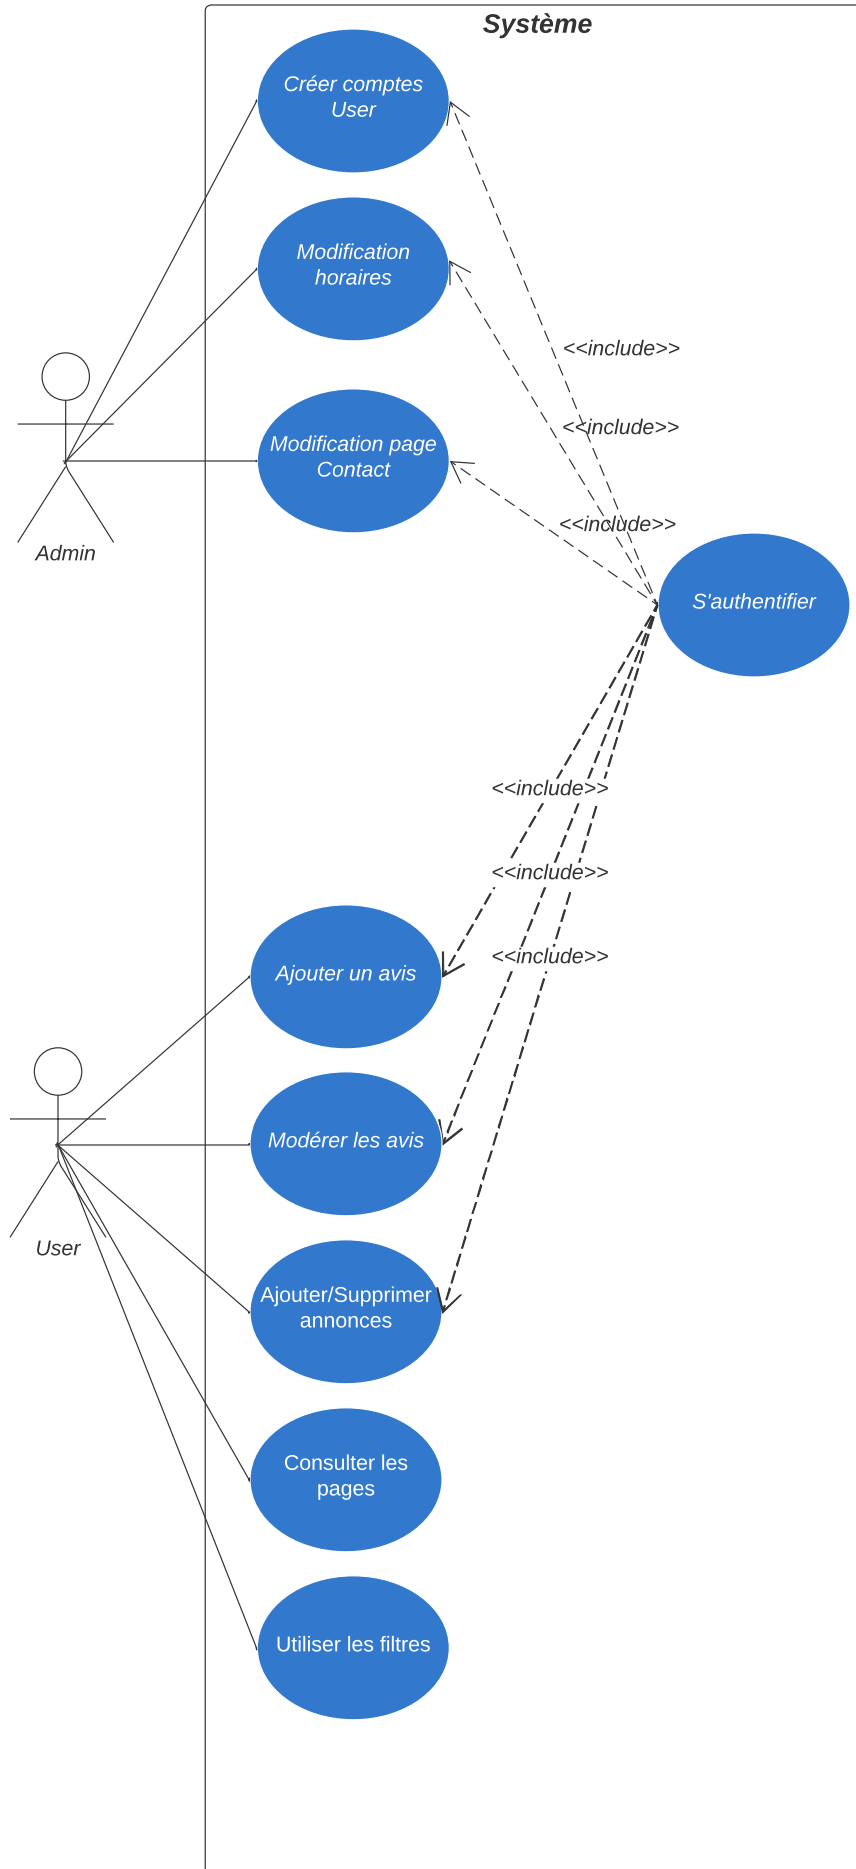 Système
Créer comptes
User
Modification
horaires
<<include>>
<<include>>
Modification page
Contact
<<include>>
Admin
S'authentifier
<<include>>
<<include>>
<<include>>
Ajouter un avis
Modérer les avis
User
Ajouter/Supprimer
annonces
Consulter les
pages
Utiliser les filtres